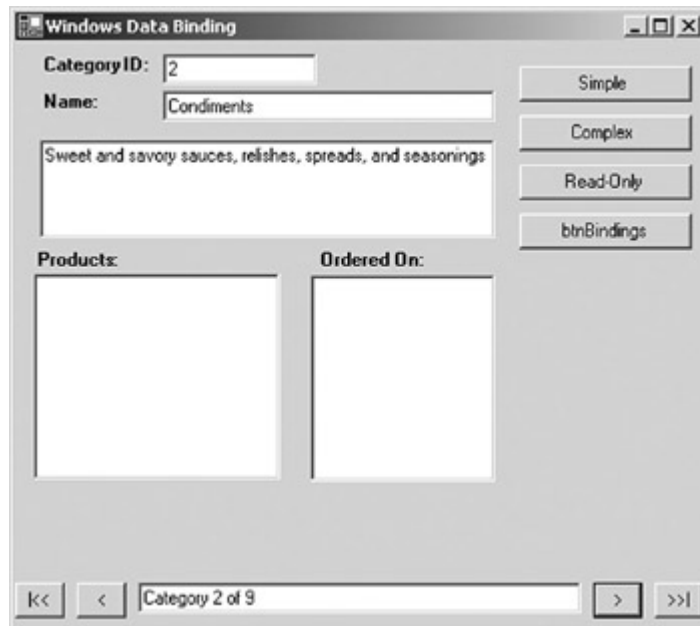 Windows Data Binding
Category ID: 2
Name: Condiments
Sweet and savory sauces, relishes, spreads, and seasonings
Simple
Complex
Read-Only
btnBindings
Products:
Ordered On:
|<<
<
Category 2 of 9
>
>>|